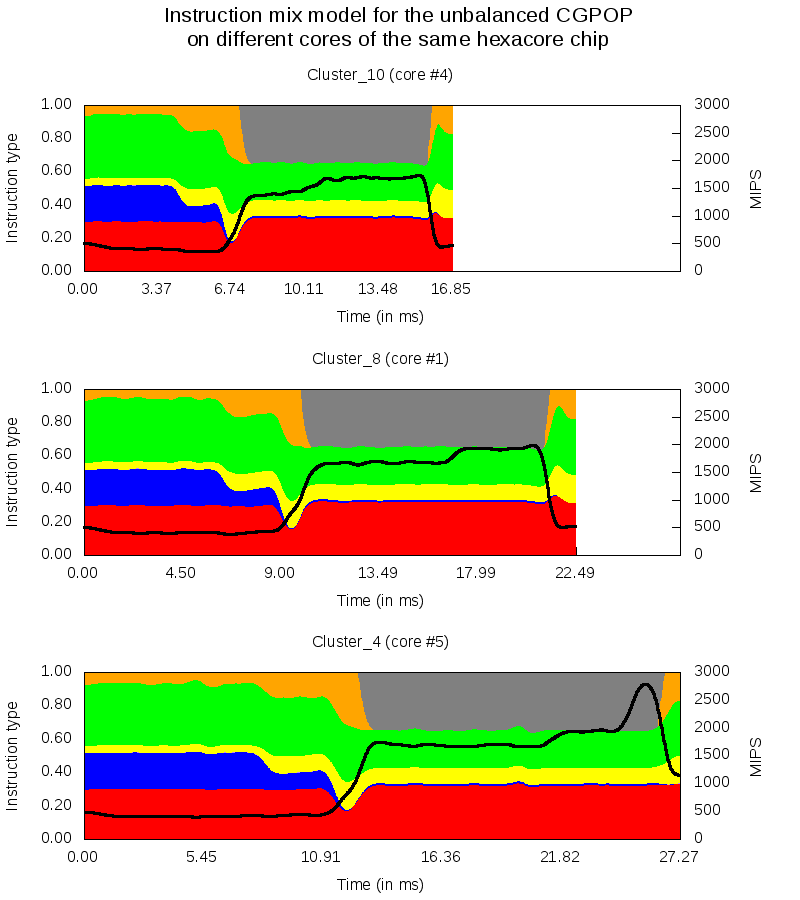 Instruction mix model for the unbalanced CGPOP
on different cores of the same hexacore chip
Cluster_10 (core #4)
Instruction type
1.00
0.80
0.60
0.40
0.20
0.00
3000
2500
2000
1500
1000
500
0
MIPS
0.00 3.37 6.74 10.11 13.48 16.85
Time (in ms)
Cluster_8 (core #1)
Instruction type
1.00
0.80
0.60
0.40
0.20
0.00
3000
2500
2000
1500
1000
500
0
MIPS
0.00 4.50 9.00 13.49 17.99 22.49
Time (in ms)
Cluster_4 (core #5)
Instruction type
1.00
0.80
0.60
0.40
0.20
0.00
3000
2500
2000
1500
1000
500
0
MIPS
0.00 5.45 10.91 16.36 21.82 27.27
Time (in ms)